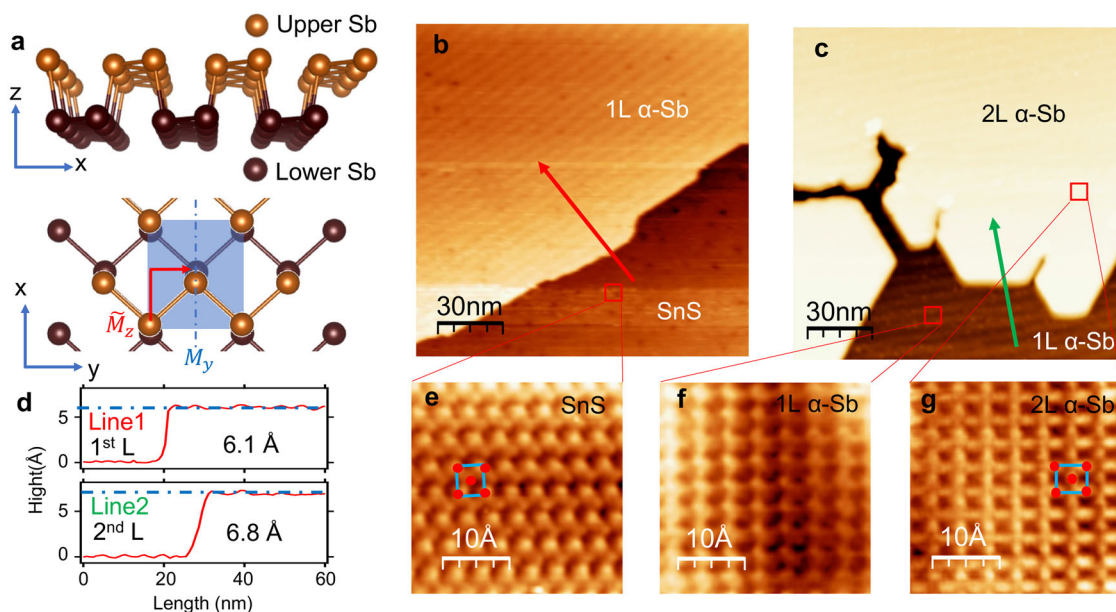 a
Upper Sb
z
x
Lower Sb
x
y
M̃z
My
b
1L α-Sb
30nm
SnS
c
2L α-Sb
30nm
1L α-Sb
d
Hight(Å)
5
0
Line1
1st L
6.1 Å
5
0
Line2
2nd L
6.8 Å
0
20
40
60
Length (nm)
e
SnS
10Å
f
1L α-Sb
10Å
g
2L α-Sb
10Å